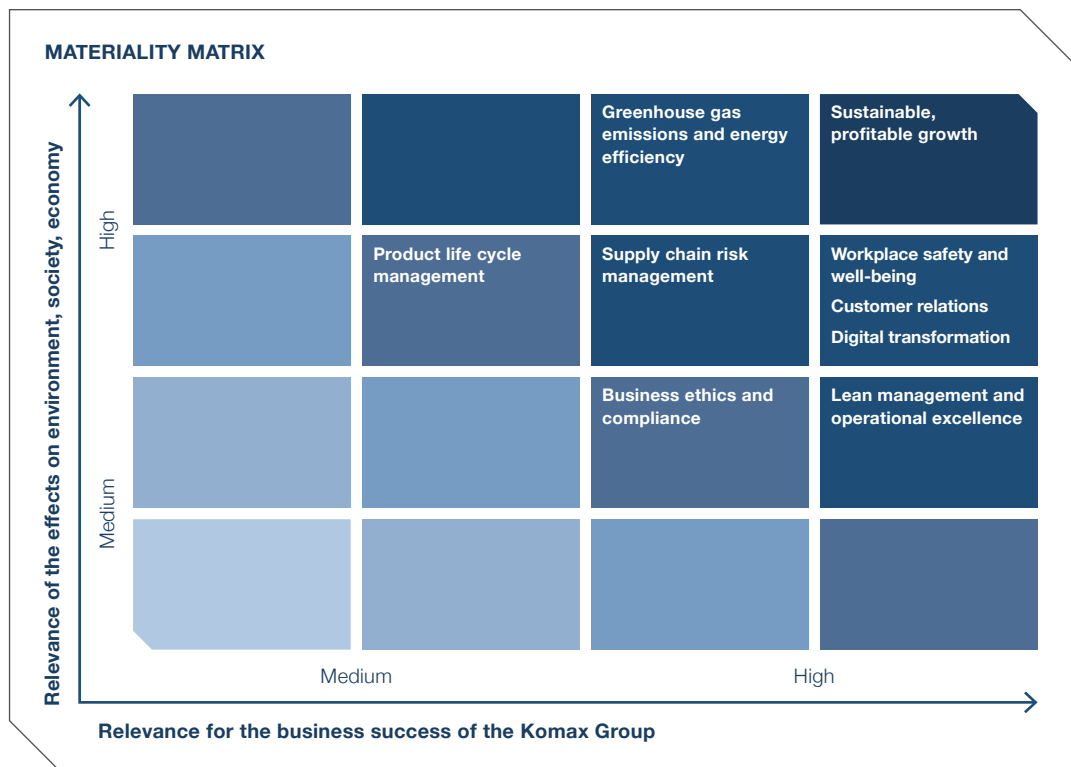 MATERIALITY MATRIX
Relevance of the effects on environment, society, economy
High
Medium
Greenhouse gas
emissions and energy
efficiency
Sustainable,
profitable growth
Product life cycle
management
Supply chain risk
management
Workplace safety and
well-being
Customer relations
Digital transformation
Business ethics and
compliance
Lean management and
operational excellence
Medium
High
Relevance for the business success of the Komax Group